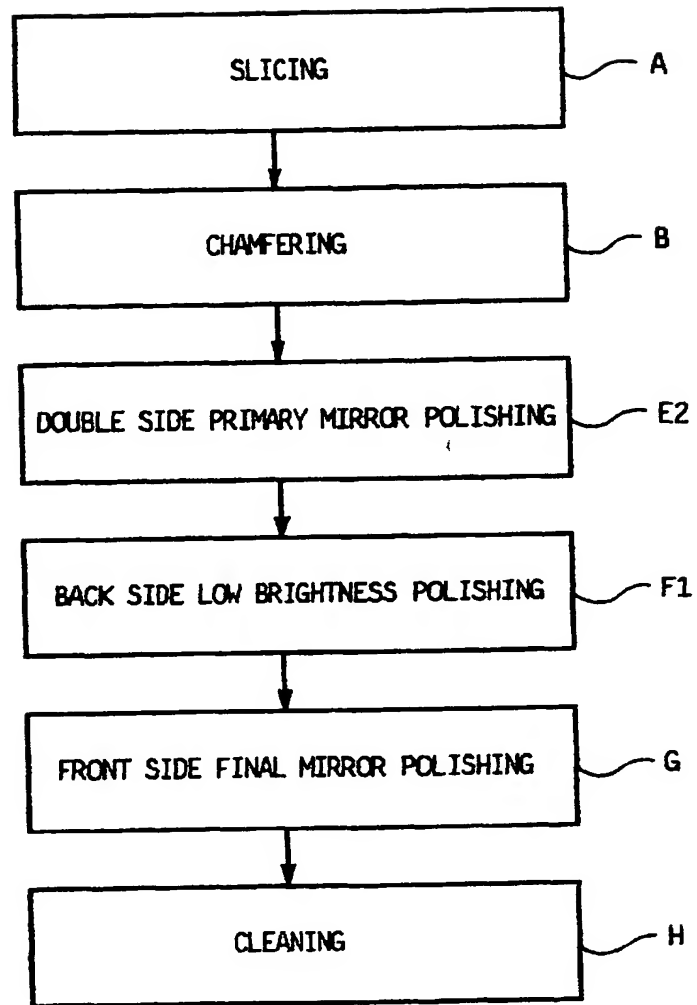 SLICING
A
CHAMFERING
B
DOUBLE SIDE PRIMARY MIRROR POLISHING
E2
BACK SIDE LOW BRIGHTNESS POLISHING
F1
FRONT SIDE FINAL MIRROR POLISHING
G
CLEANING
H